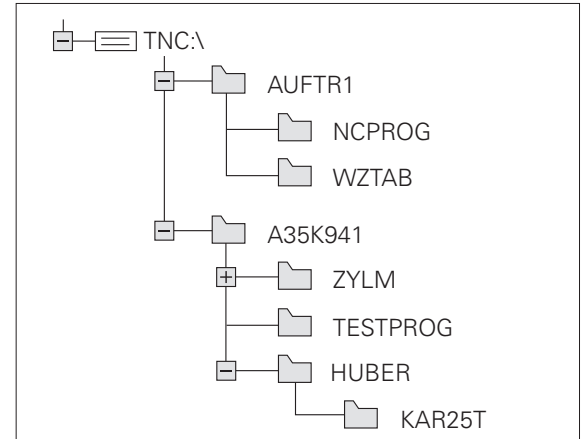 TNC:\
AUFTR1
NCPROG
WZTAB
A35K941
ZYLM
TESTPROG
HUBER
KAR25T